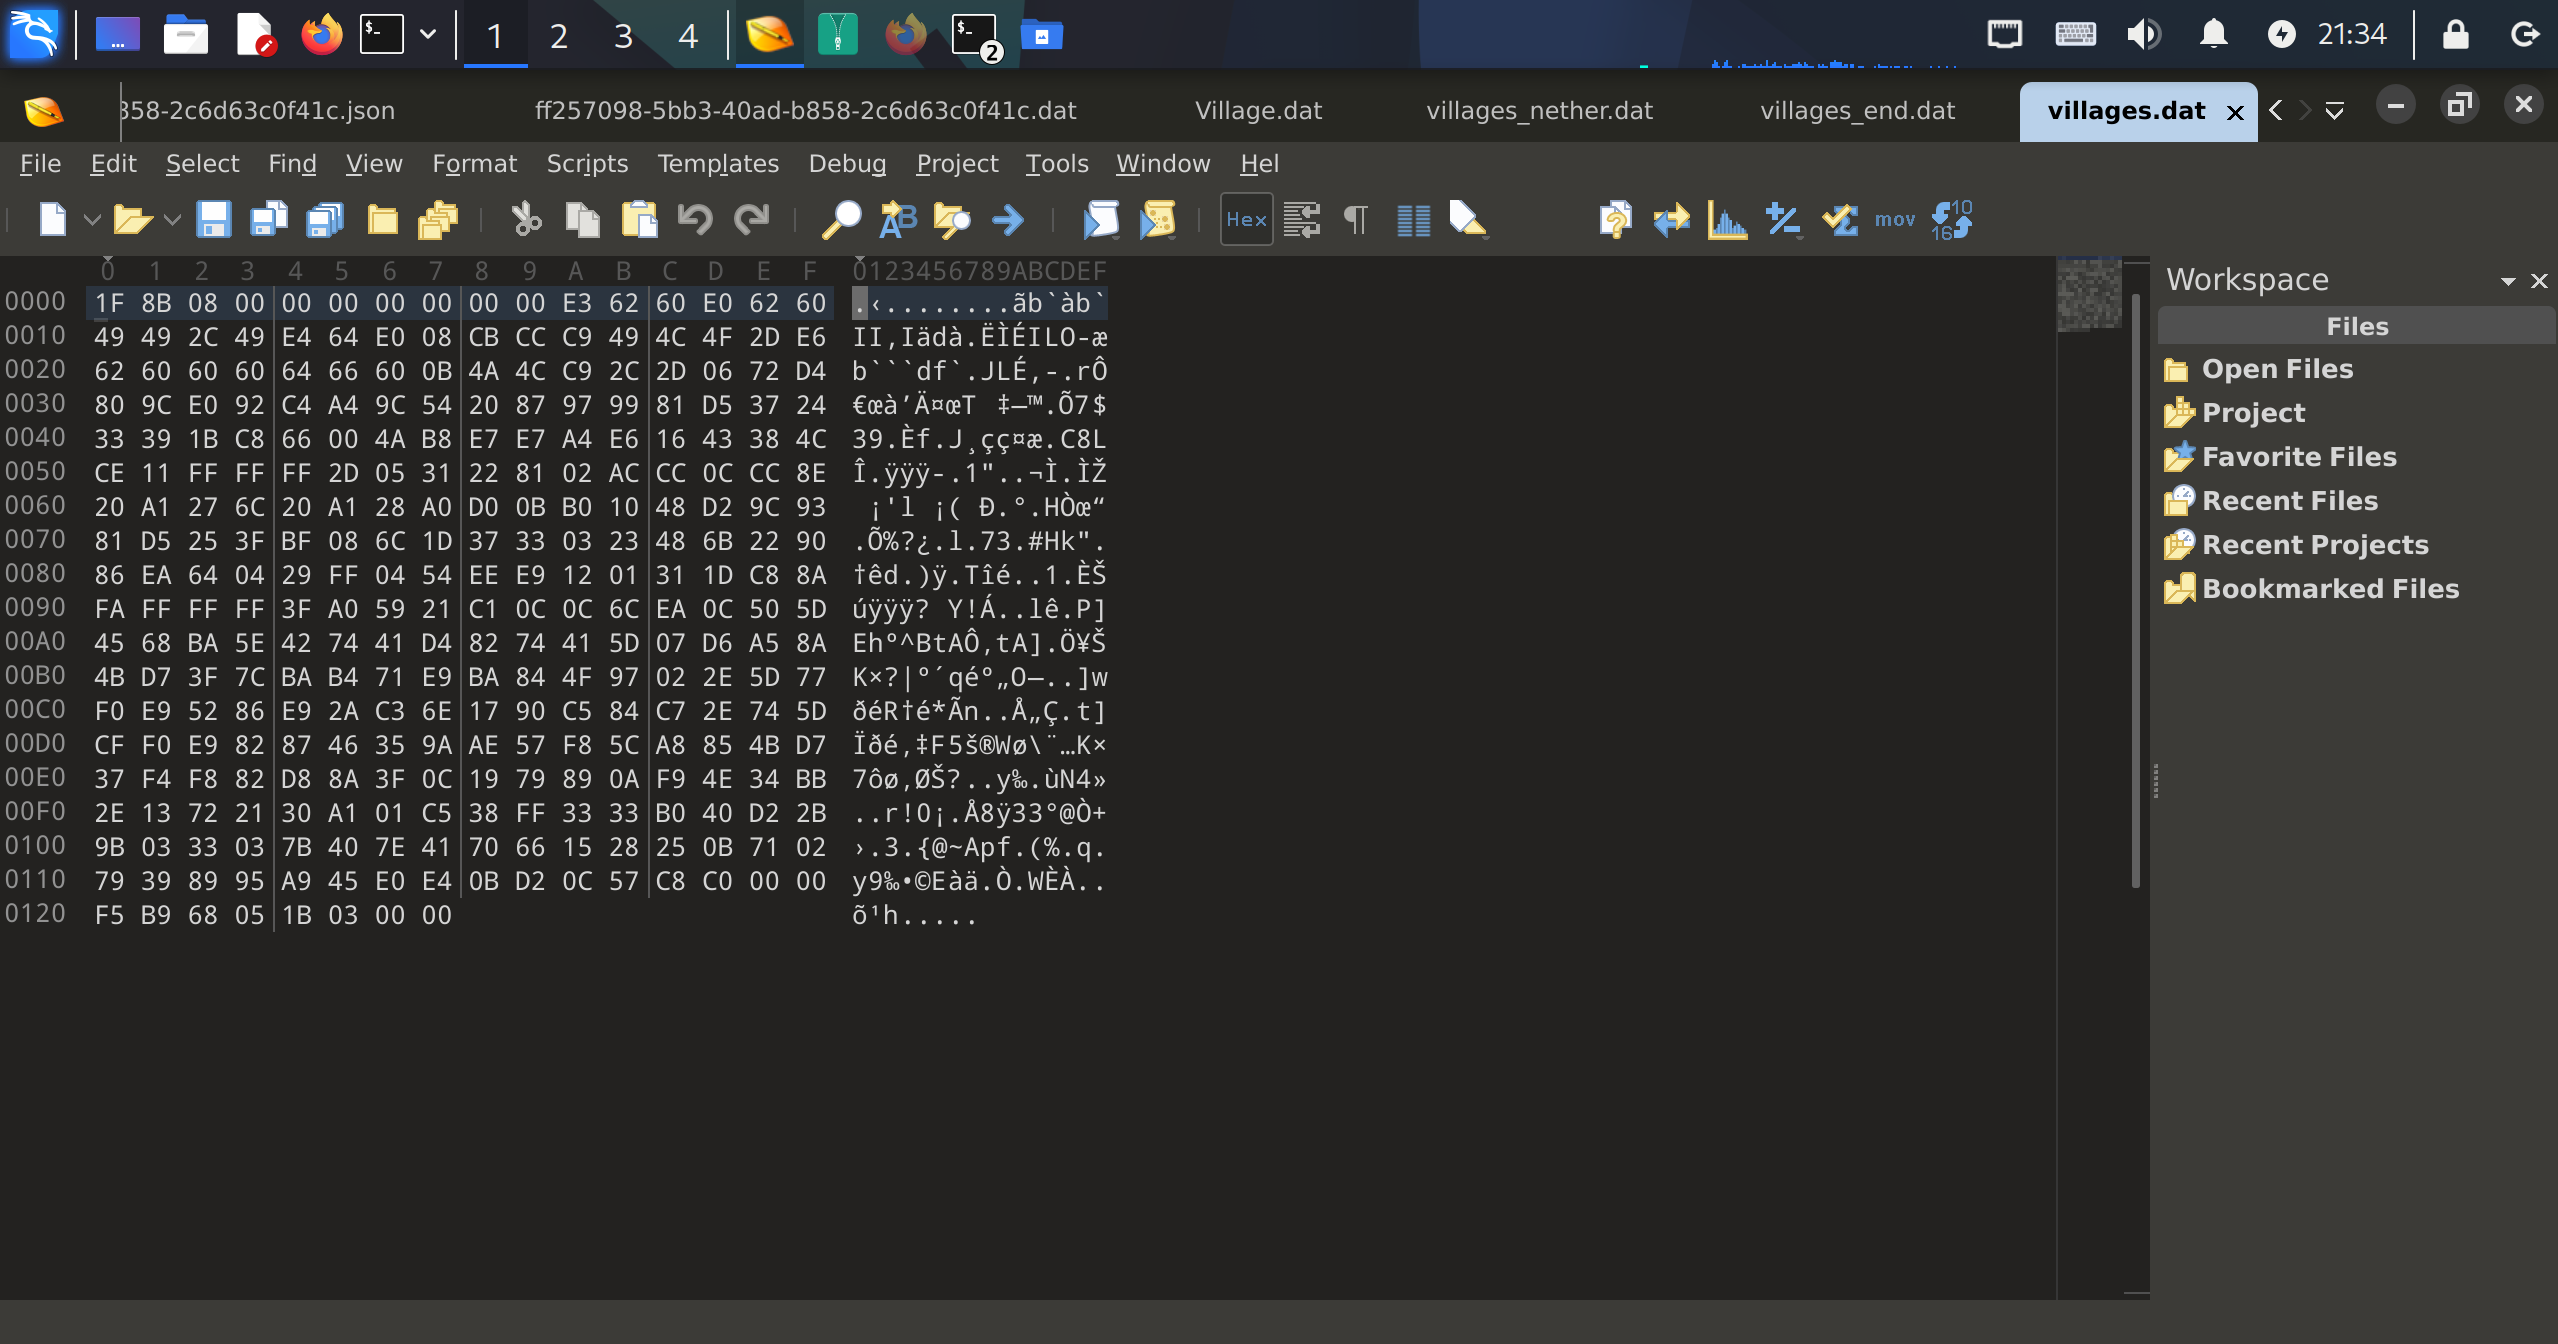 $-
1 2 3 4
$-
2
21:34
358-2c6d63c0f41c.json ff257098-5bb3-40ad-b858-2c6d63c0f41c.dat Village.dat villages_nether.dat villages_end.dat villages.dat
File Edit Select Find View Format Scripts Templates Debug Project Tools Window Hel
AB Hex mov 10 16
0 1 2 3 4 5 6 7 8 9 A B C D E F 0123456789ABCDEF
0000 1F 8B 08 00 00 00 00 00 00 00 E3 62 60 E0 62 60 .‹........ãb`àb`
0010 49 49 2C 49 E4 64 E0 08 CB CC C9 49 4C 4F 2D E6 II,Iädà.ËÌÉILO-æ
0020 62 60 60 60 64 66 60 0B 4A 4C C9 2C 2D 06 72 D4 b```df`.JLÉ,-.rÔ
0030 80 9C E0 92 C4 A4 9C 54 20 87 97 99 81 D5 37 24 €œà’Ä¤œT ‡—™.Õ7$
0040 33 39 1B C8 66 00 4A B8 E7 E7 A4 E6 16 43 38 4C 39.Èf.J¸çç¤æ.C8L
0050 CE 11 FF FF FF 2D 05 31 22 81 02 AC CC 0C CC 8E Î.ÿÿÿ-.1"..¬Ì.ÌŽ
0060 20 A1 27 6C 20 A1 28 A0 D0 0B B0 10 48 D2 9C 93 ¡'l ¡( Ð.°.HÒœ“
0070 81 D5 25 3F BF 08 6C 1D 37 33 03 23 48 6B 22 90 .Õ%?¿.l.73.#Hk".
0080 86 EA 64 04 29 FF 04 54 EE E9 12 01 31 1D C8 8A †êd.)ÿ.Tîé..1.ÈŠ
0090 FA FF FF FF 3F A0 59 21 C1 0C 0C 6C EA 0C 50 5D úÿÿÿ? Y!Á..lê.P]
00A0 45 68 BA 5E 42 74 41 D4 82 74 41 5D 07 D6 A5 8A Ehº^BtAÔ‚tA].Ö¥Š
00B0 4B D7 3F 7C BA B4 71 E9 BA 84 4F 97 02 2E 5D 77 K×?|º´qéº„O—..]w
00C0 F0 E9 52 86 E9 2A C3 6E 17 90 C5 84 C7 2E 74 5D ðéR†é*Ãn..Å„Ç.t]
00D0 CF F0 E9 82 87 46 35 9A AE 57 F8 5C A8 85 4B D7 Ïðé‚‡F5š®Wø\¨…K×
00E0 37 F4 F8 82 D8 8A 3F 0C 19 79 89 0A F9 4E 34 BB 7ôø‚ØŠ?..y‰.ùN4»
00F0 2E 13 72 21 30 A1 01 C5 38 FF 33 33 B0 40 D2 2B ..r!0¡.Å8ÿ33°@Ò+
0100 9B 03 33 03 7B 40 7E 41 70 66 15 28 25 0B 71 02 ›.3.{@~Apf.(%.q.
0110 79 39 89 95 A9 45 E0 E4 0B D2 0C 57 C8 C0 00 00 y9‰•©Eàä.Ò.WÈÀ..
0120 F5 B9 68 05 1B 03 00 00 õ¹h.....
Workspace
Files
Open Files
Project
Favorite Files
Recent Files
Recent Projects
Bookmarked Files